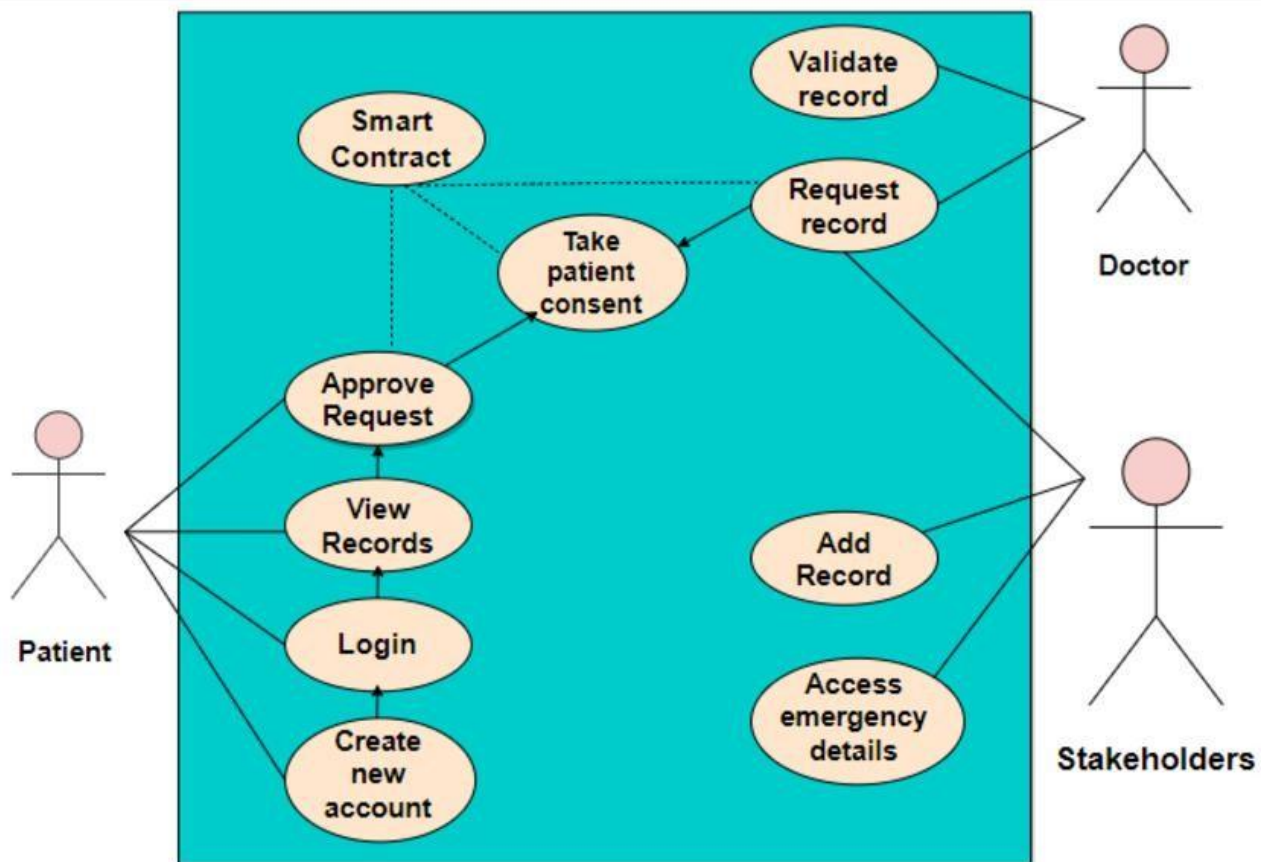 Validate
record
Smart
Contract
Request
record
Take
patient
consent
Doctor
Approve
Request
View
Records
Add
Record
Patient
Login
Access
emergency
details
Create
new
account
Stakeholders